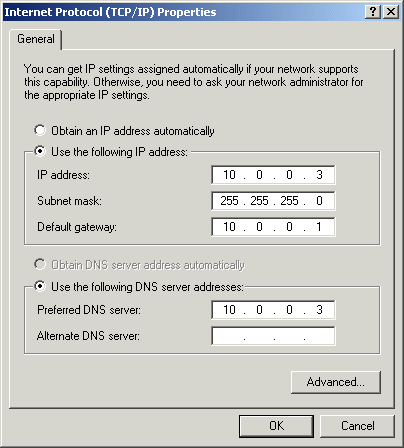 Internet Protocol (TCP/IP) Properties
General
You can get IP settings assigned automatically if your network supports
this capability. Otherwise, you need to ask your network administrator for
the appropriate IP settings.
Obtain an IP address automatically
Use the following IP address:
IP address: 10 . 0 . 0 . 3
Subnet mask: 255 . 255 . 255 . 0
Default gateway: 10 . 0 . 0 . 1
Obtain DNS server address automatically
Use the following DNS server addresses:
Preferred DNS server: 10 . 0 . 0 . 3
Alternate DNS server: . . .
Advanced...
OK Cancel